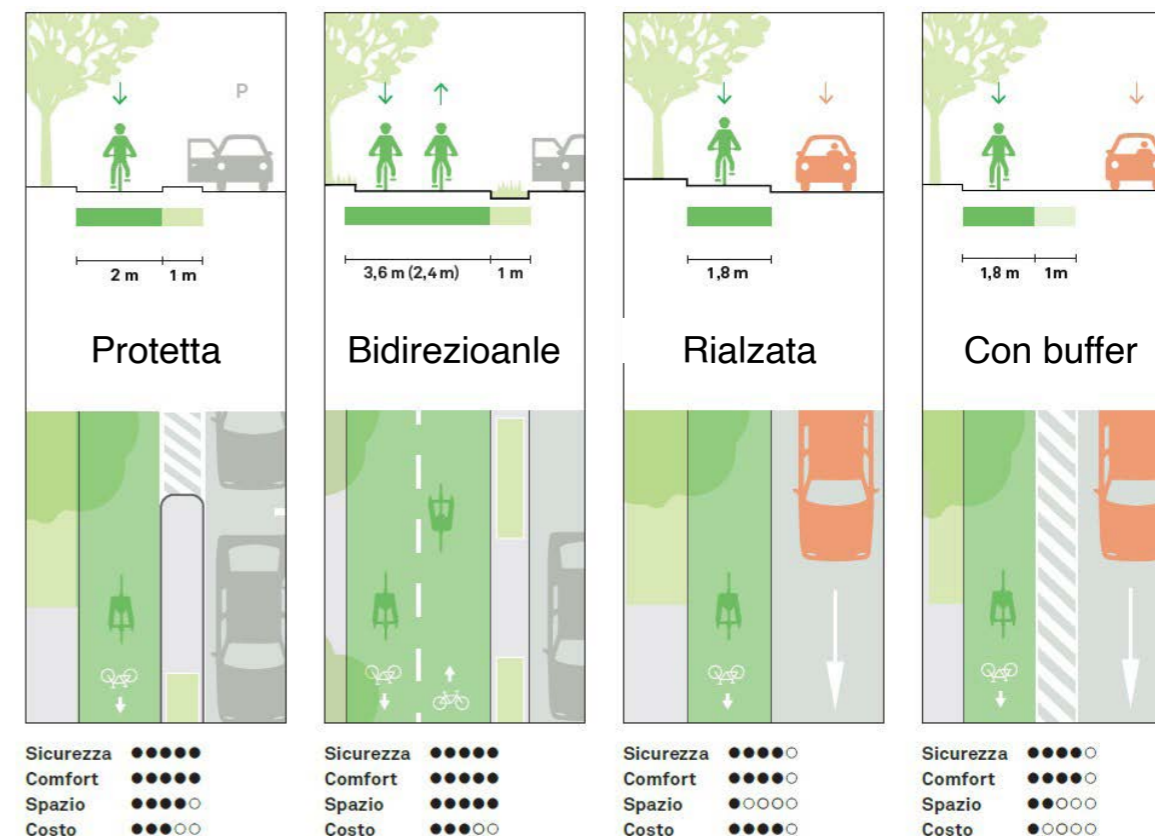 P
2 m 1 m
3,6 m (2,4 m) 1 m
1,8 m
1,8 m 1m
Protetta
Bidirezioanle
Rialzata
Con buffer
Sicurezza ●●●●●
Comfort ●●●●●
Spazio ●●●●○
Costo ●●●○○
Sicurezza ●●●●●
Comfort ●●●●●
Spazio ●●●●●
Costo ●●●○○
Sicurezza ●●●●○
Comfort ●●●●○
Spazio ●○○○○
Costo ●●●●○
Sicurezza ●●●●○
Comfort ●●●●○
Spazio ●●○○○
Costo ●○○○○